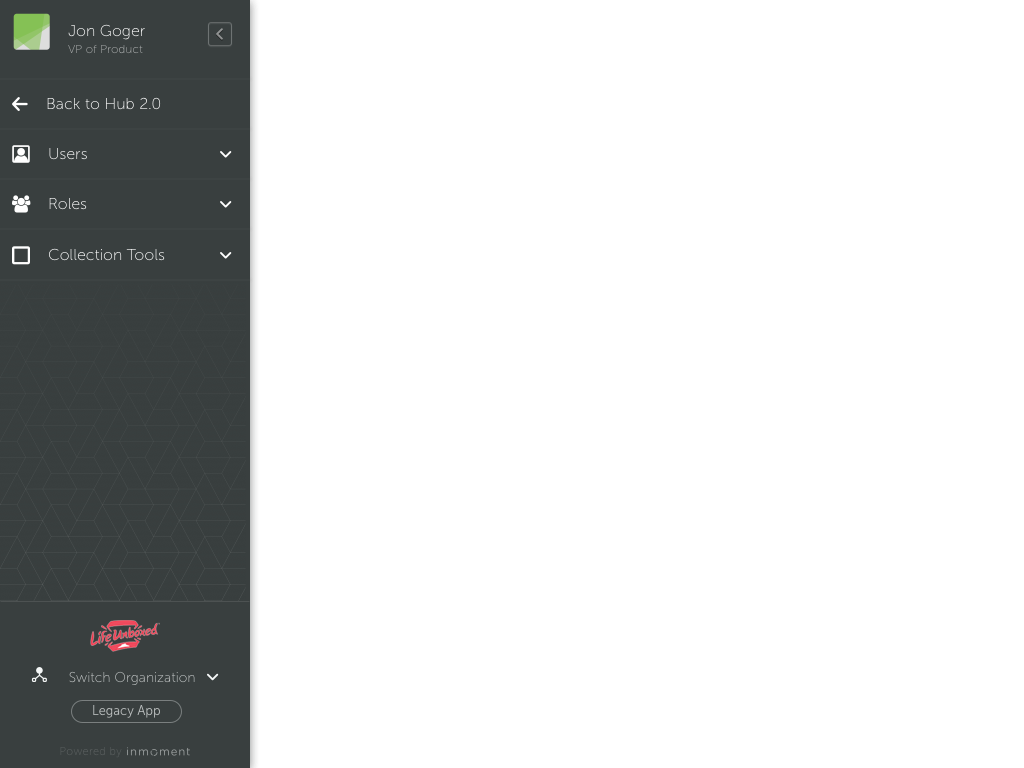 Jon Goger
VP of Product
Back to Hub 2.0
Users
Roles
Collection Tools
Life Unboxed
Switch Organization
Legacy App
Powered by inmoment